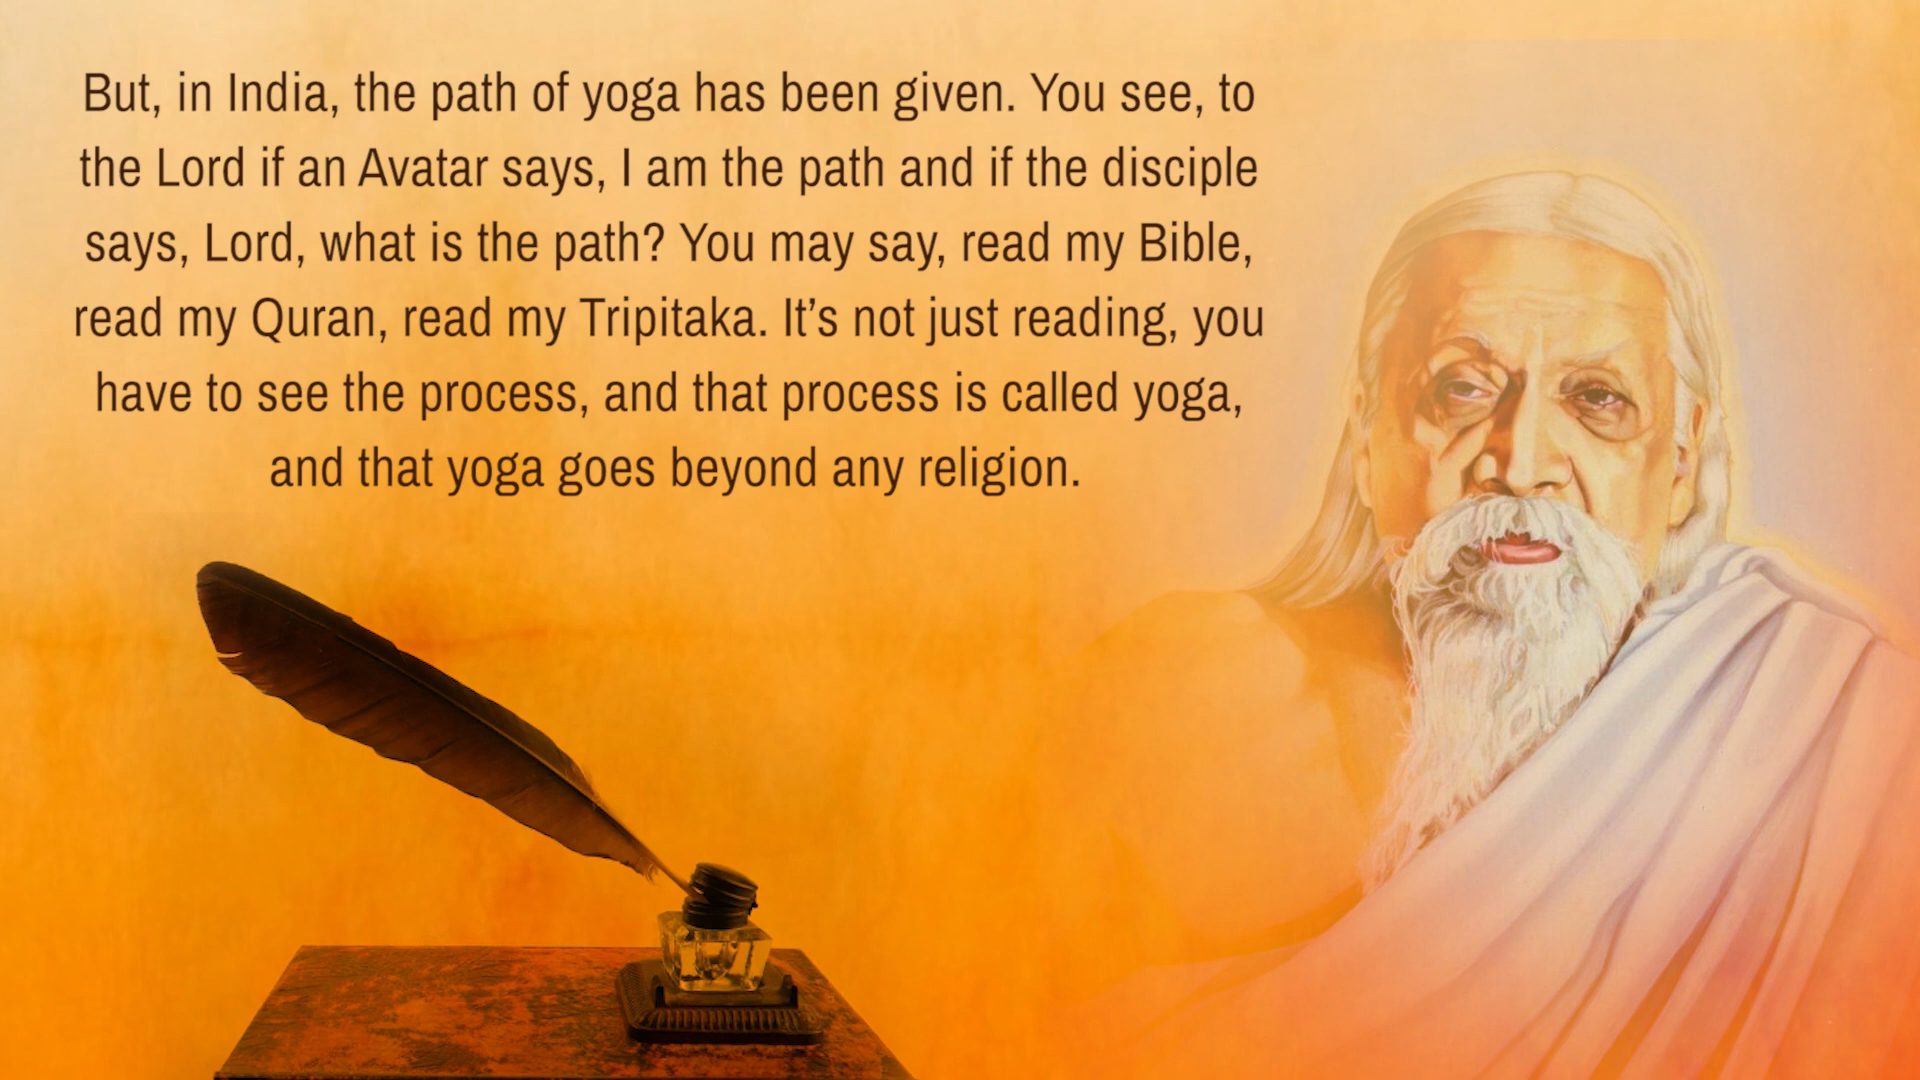 But, in India, the path of yoga has been given. You see, to
the Lord if an Avatar says, I am the path and if the disciple
says, Lord, what is the path? You may say, read my Bible,
read my Quran, read my Tripitaka. It’s not just reading, you
have to see the process, and that process is called yoga,
and that yoga goes beyond any religion.